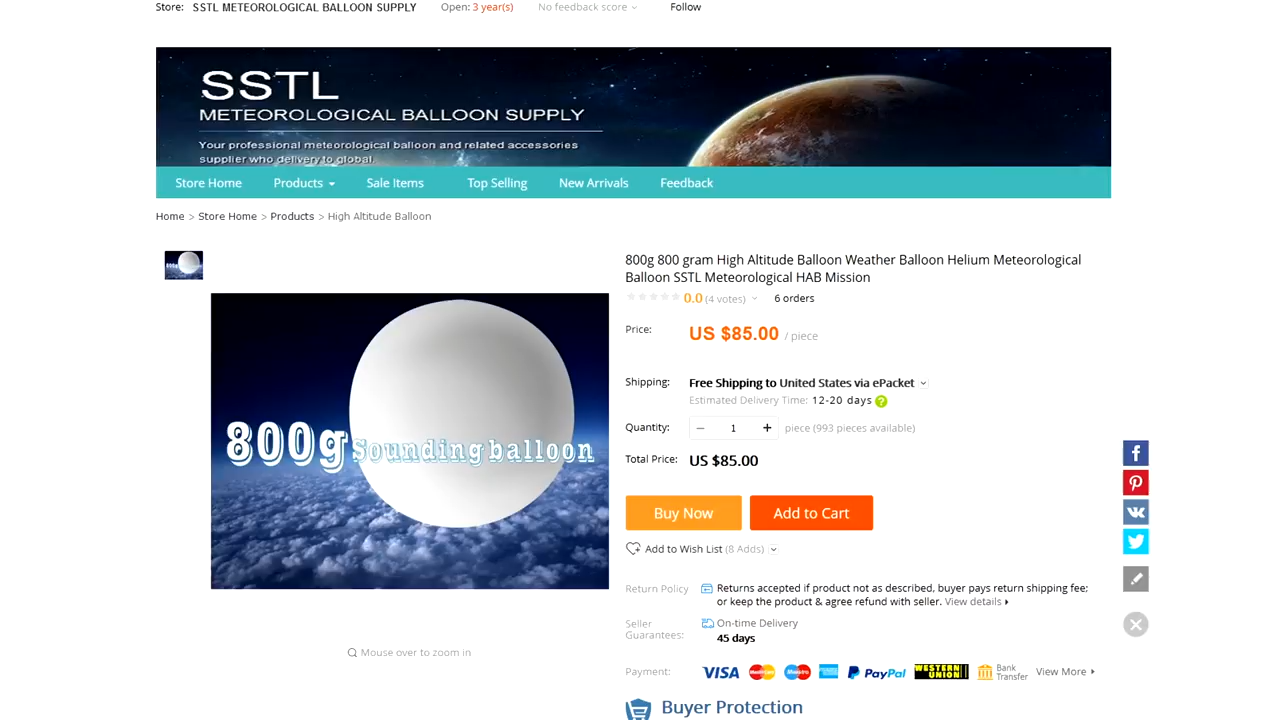 Store: SSTL METEOROLOGICAL BALLOON SUPPLY Open: 3 year(s) No feedback score Follow
SSTL
METEOROLOGICAL BALLOON SUPPLY
Your professional meteorological balloon and related accessories
supplier who delivery to global.
Store Home Products Sale Items Top Selling New Arrivals Feedback
Home > Store Home > Products > High Altitude Balloon
800g Sounding balloon
Mouse over to zoom in
800g 800 gram High Altitude Balloon Weather Balloon Helium Meteorological
Balloon SSTL Meteorological HAB Mission
0.0 (4 votes) 6 orders
Price: US $85.00 / piece
Shipping: Free Shipping to United States via ePacket
Estimated Delivery Time: 12-20 days ?
Quantity: − 1 + piece (993 pieces available)
Total Price: US $85.00
Buy Now Add to Cart
Add to Wish List (8 Adds)
Return Policy Returns accepted if product not as described, buyer pays return shipping fee;
or keep the product & agree refund with seller. View details
Seller Guarantees: On-time Delivery
45 days
Payment: VISA MasterCard Maestro PayPal WESTERN UNION Bank Transfer View More
Buyer Protection